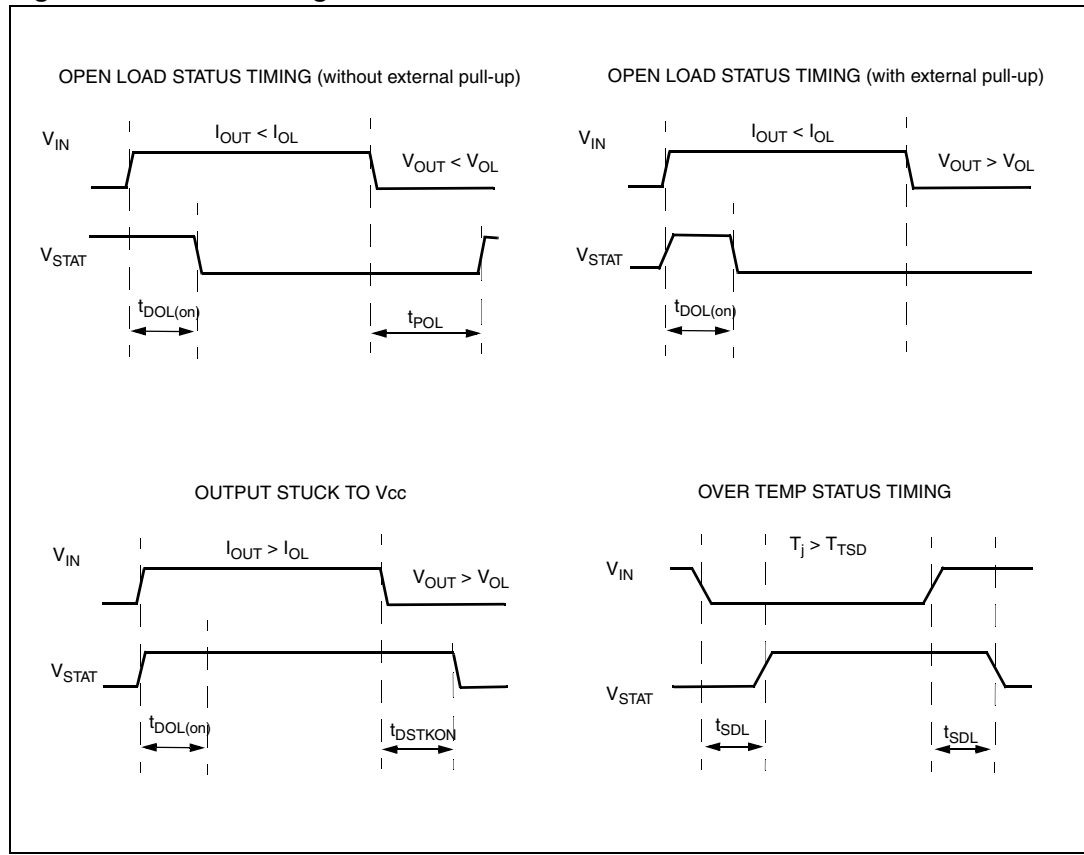 OPEN LOAD STATUS TIMING (without external pull-up)
V_IN
I_OUT < I_OL
V_OUT < V_OL
V_STAT
t_DOL(on)
t_POL
OPEN LOAD STATUS TIMING (with external pull-up)
V_IN
I_OUT < I_OL
V_OUT > V_OL
V_STAT
t_DOL(on)
OUTPUT STUCK TO Vcc
V_IN
I_OUT > I_OL
V_OUT > V_OL
V_STAT
t_DOL(on)
t_DSTKON
OVER TEMP STATUS TIMING
V_IN
T_j > T_TSD
V_STAT
t_SDL
t_SDL